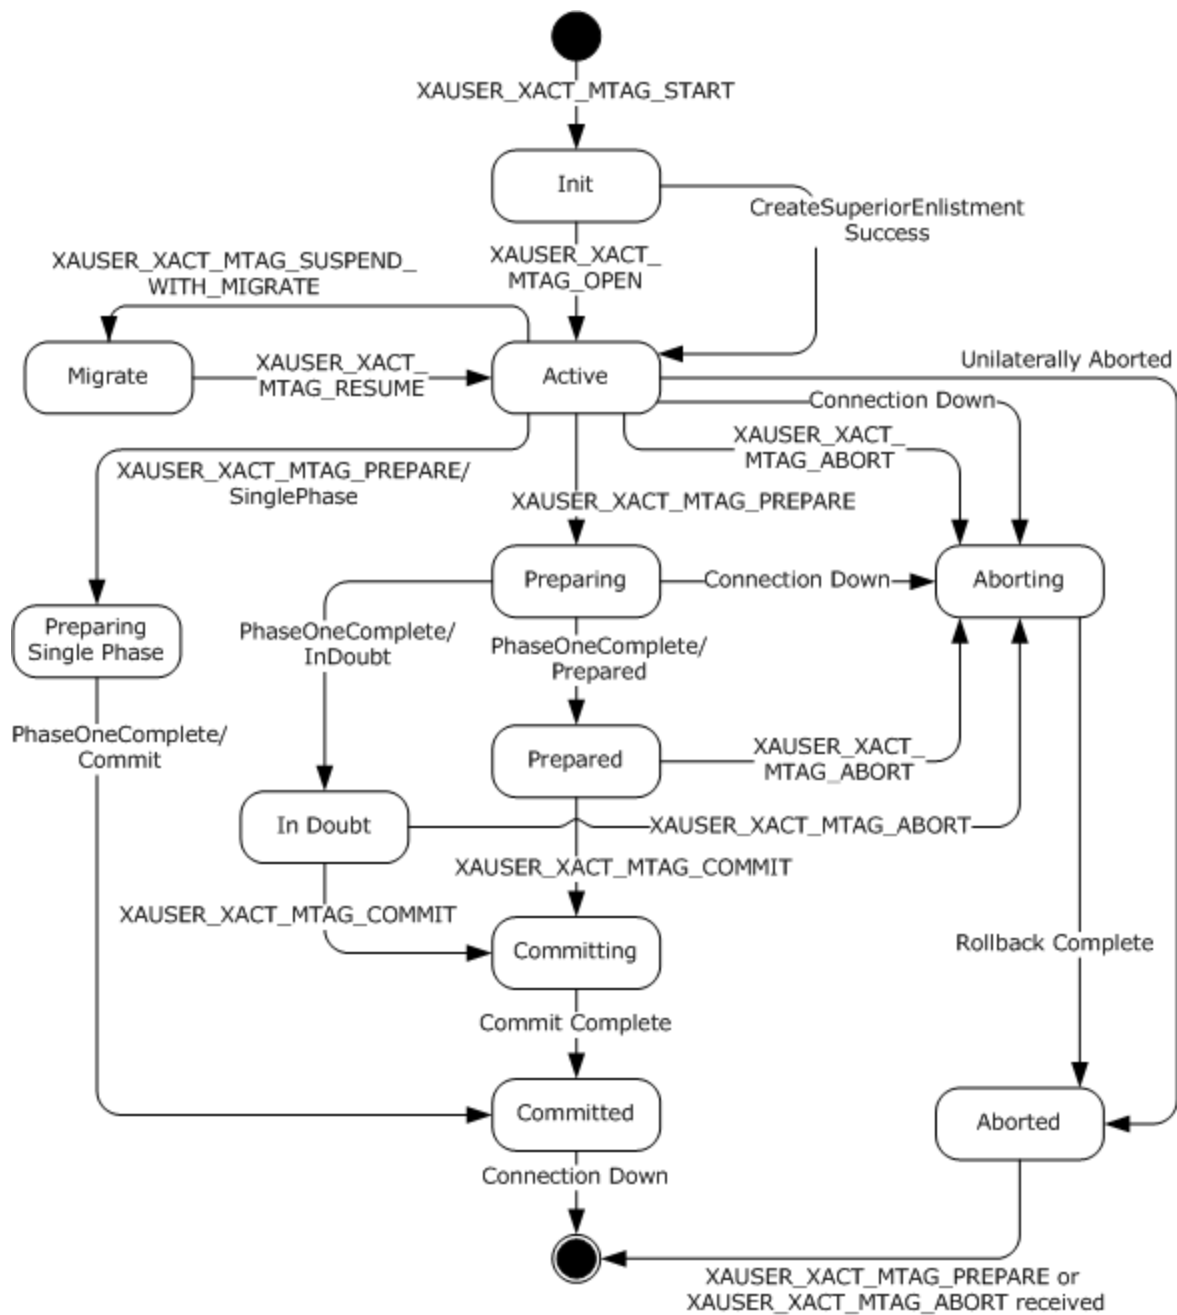 XAUSER_XACT_MTAG_START
Init
CreateSuperiorEnlistment
Success
XAUSER_XACT_
MTAG_OPEN
XAUSER_XACT_MTAG_SUSPEND_
WITH_MIGRATE
Migrate
XAUSER_XACT_
MTAG_RESUME
Active
Unilaterally Aborted
Connection Down
XAUSER_XACT_
MTAG_ABORT
XAUSER_XACT_MTAG_PREPARE/
SinglePhase
XAUSER_XACT_MTAG_PREPARE
Preparing
Connection Down
Aborting
Preparing
Single Phase
PhaseOneComplete/
InDoubt
PhaseOneComplete/
Prepared
PhaseOneComplete/
Commit
Prepared
XAUSER_XACT_
MTAG_ABORT
In Doubt
XAUSER_XACT_MTAG_ABORT
XAUSER_XACT_MTAG_COMMIT
XAUSER_XACT_MTAG_COMMIT
Committing
Rollback Complete
Commit Complete
Committed
Aborted
Connection Down
XAUSER_XACT_MTAG_PREPARE or
XAUSER_XACT_MTAG_ABORT received